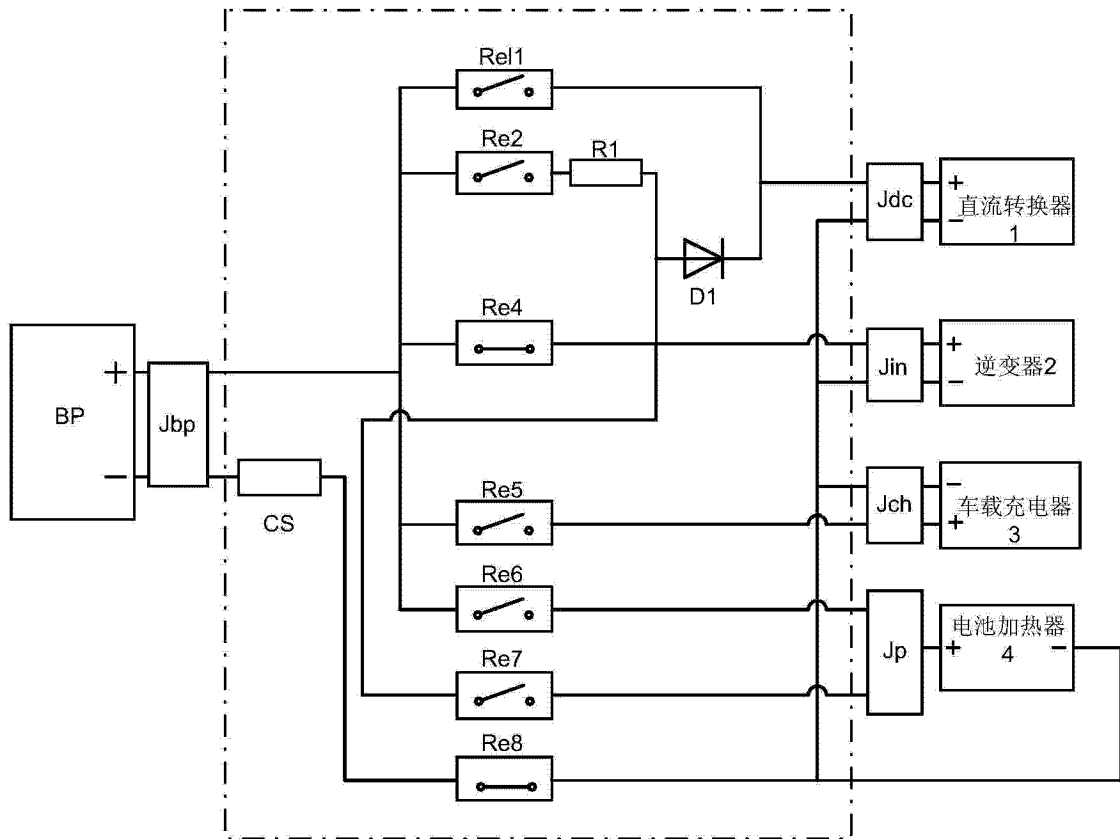 Rel1
Re2
R1
Jdc
+
直流转换器
−
1
D1
Re4
Jin
+
逆变器2
−
BP
+
−
Jbp
CS
Re5
Jch
−
车载充电器
+
3
Re6
Jp
电池加热器
+
4
−
Re7
Re8